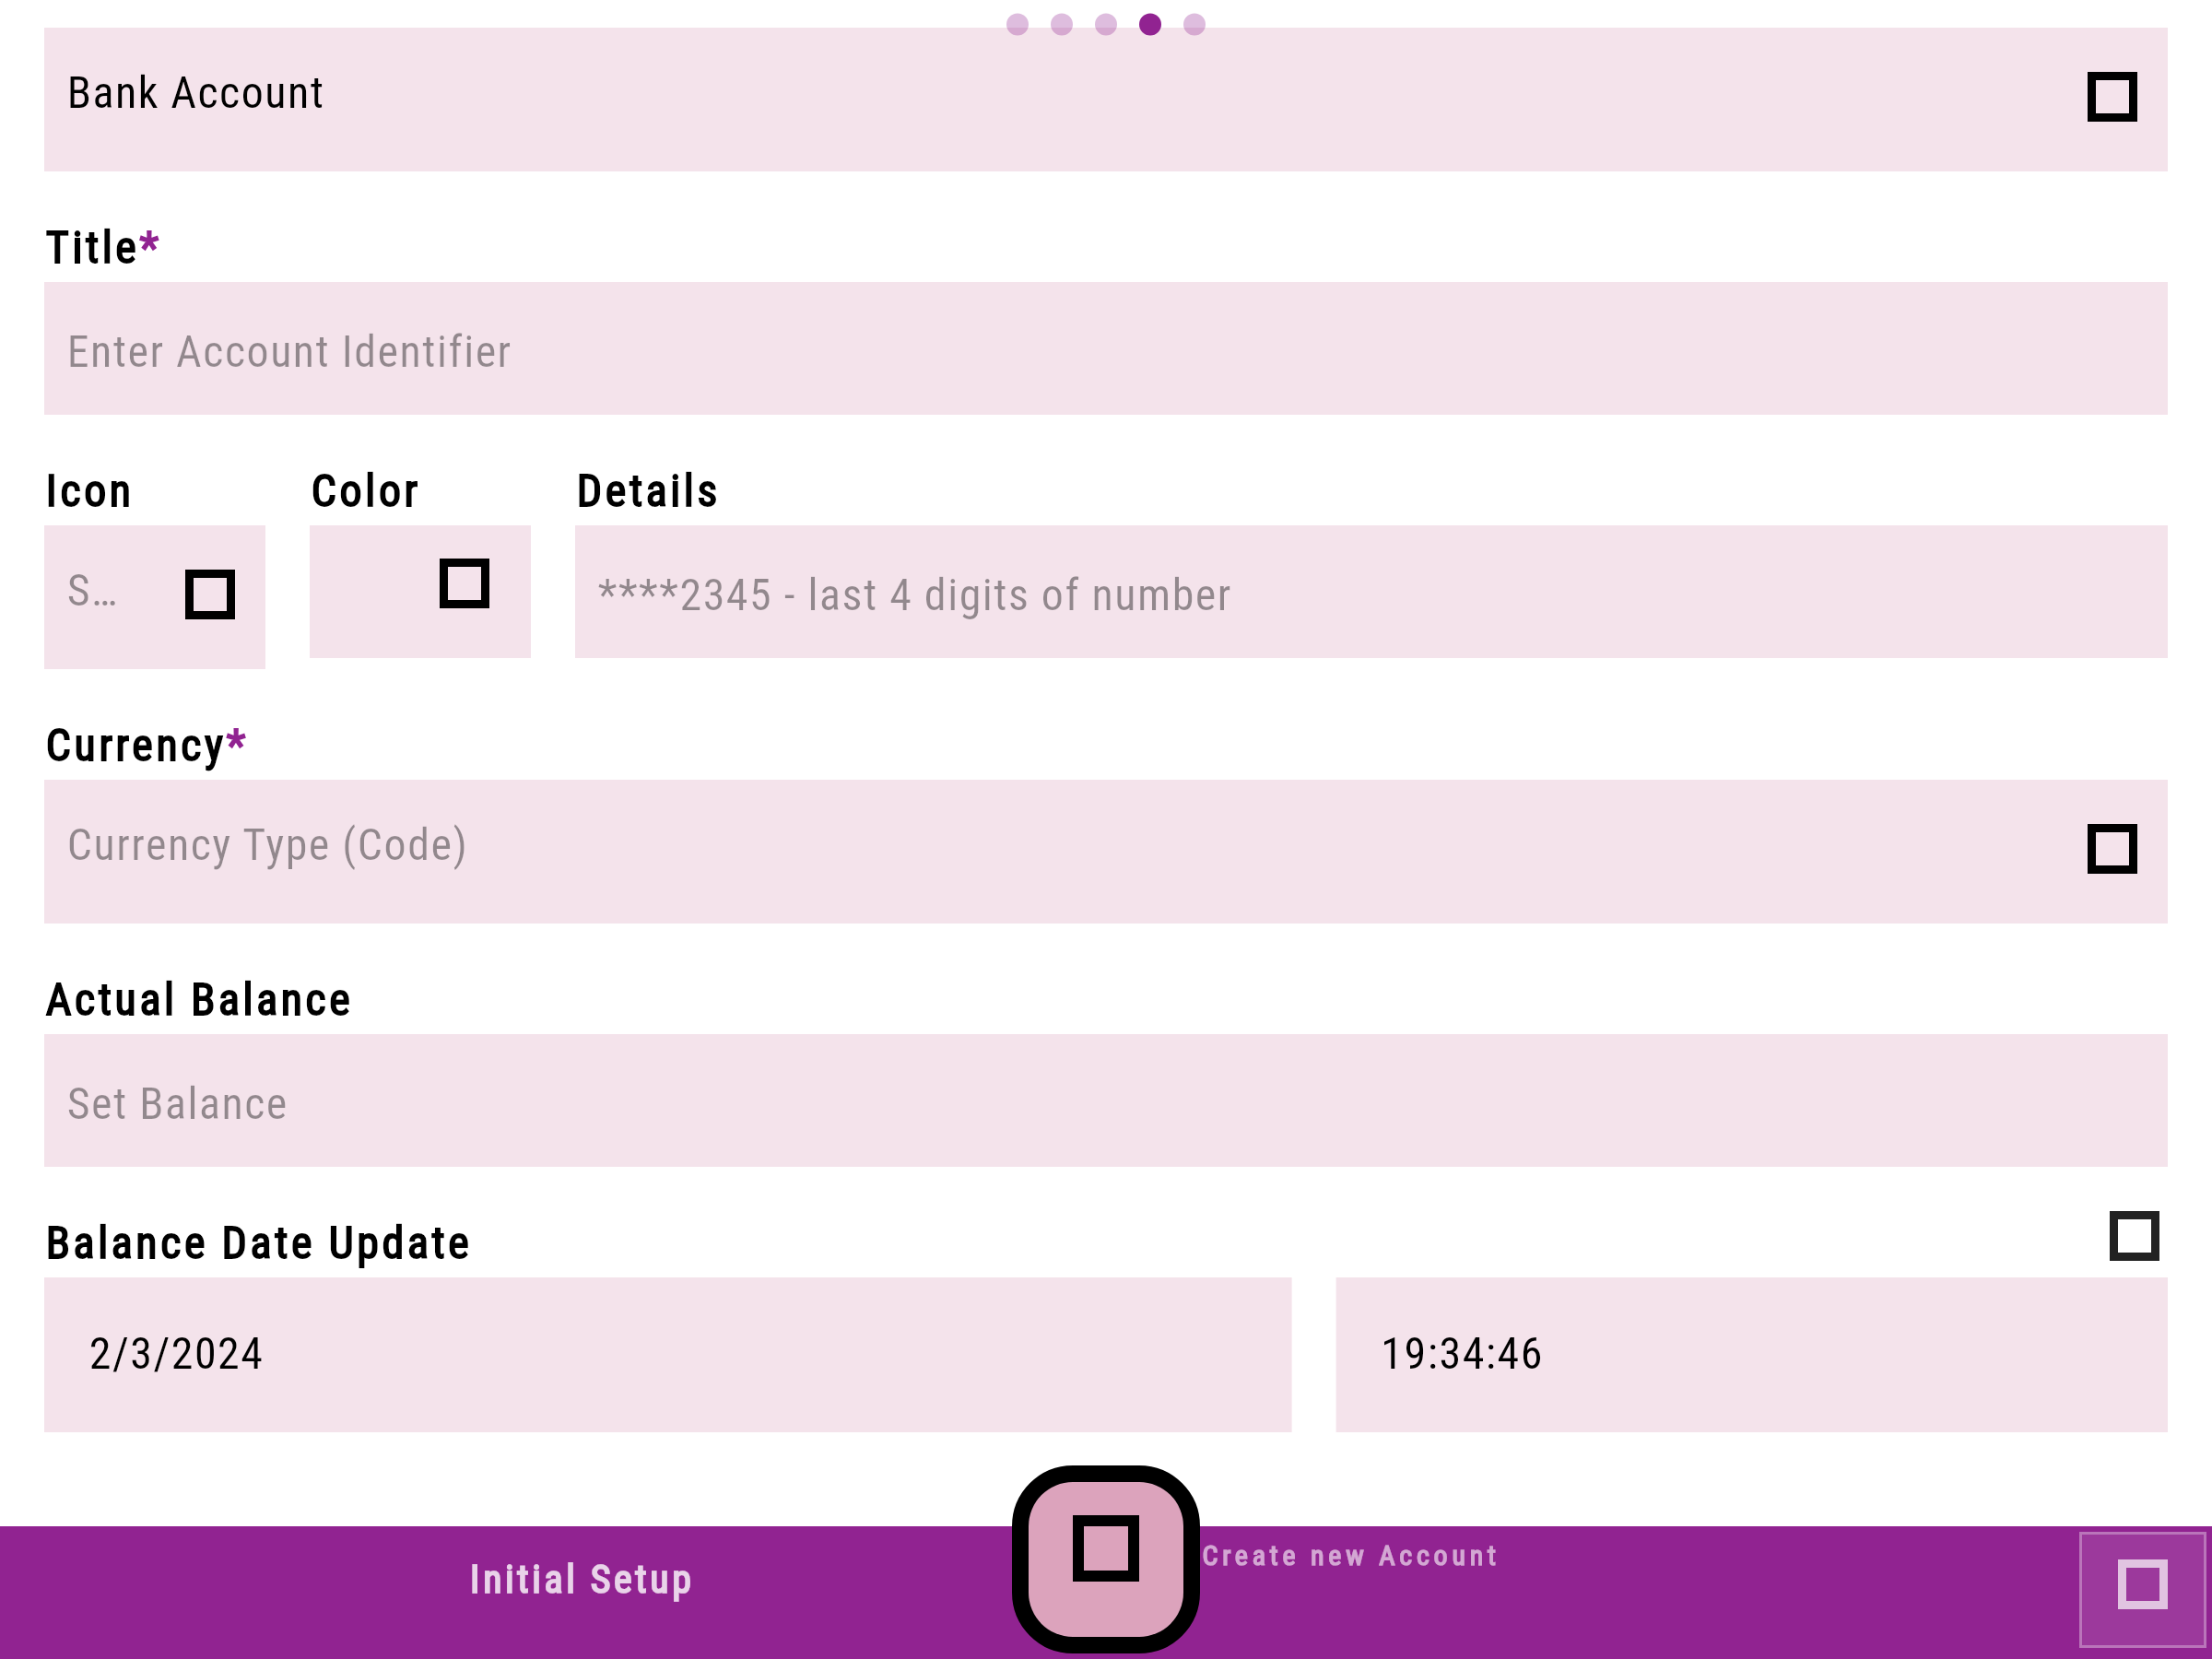 Bank Account
Title*
Enter Account Identifier
Icon Color Details
S… ****2345 - last 4 digits of number
Currency*
Currency Type (Code)
Actual Balance
Set Balance
Balance Date Update
2/3/2024 19:34:46
Initial Setup Create new Account